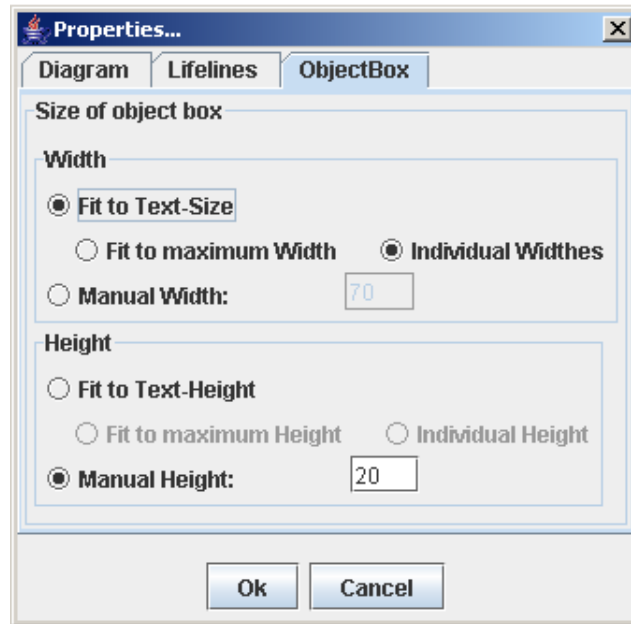 Properties...
Diagram Lifelines ObjectBox
Size of object box
Width
Fit to Text-Size
Fit to maximum Width Individual Widthes
Manual Width: 70
Height
Fit to Text-Height
Fit to maximum Height Individual Height
Manual Height: 20
Ok Cancel